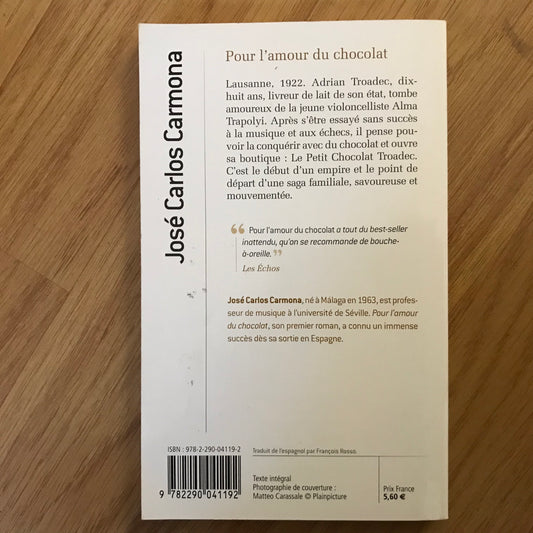 José Carlos Carmona
Pour l'amour du chocolat
Lausanne, 1922. Adrian Troadec, dix-
huit ans, livreur de lait de son état, tombe
amoureux de la jeune violoncelliste Alma
Trapolyi. Après s'être essayé sans succès
à la musique et aux échecs, il pense pou-
voir la conquérir avec du chocolat et ouvre
sa boutique : Le Petit Chocolat Troadec.
C'est le début d'un empire et le point de
départ d'une saga familiale, savoureuse et
mouvementée.
“ Pour l'amour du chocolat a tout du best-seller
inattendu, qu'on se recommande de bouche-
à-oreille. ”
Les Échos
José Carlos Carmona, né à Málaga en 1963, est profes-
seur de musique à l'université de Séville. Pour l'amour
du chocolat, son premier roman, a connu un immense
succès dès sa sortie en Espagne.
ISBN : 978-2-290-04119-2
9 782290 041192
Traduit de l'espagnol par François Rosso.
Texte intégral
Photographie de couverture :
Matteo Carassale © Plainpicture
Prix France
5,60 €